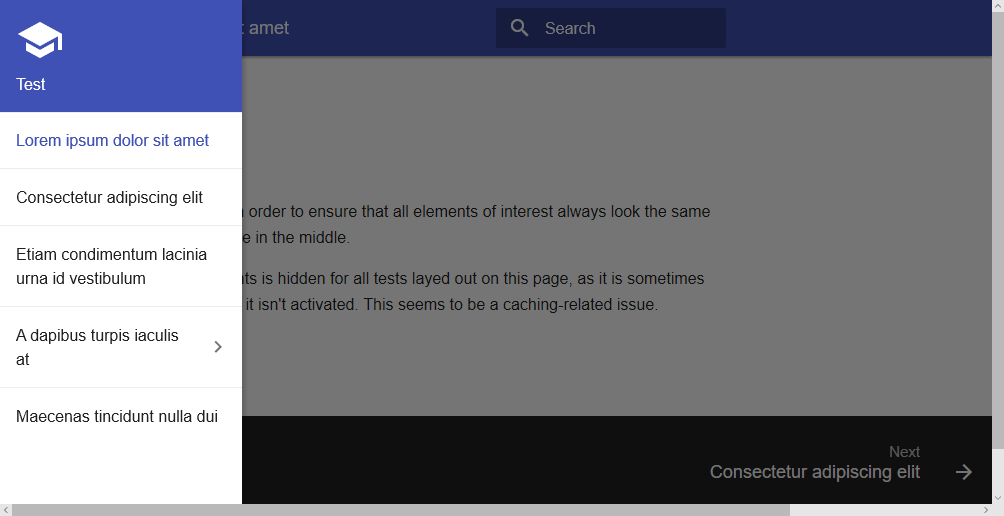 Test
Lorem ipsum dolor sit amet
Consectetur adipiscing elit
Etiam condimentum lacinia
urna id vestibulum
A dapibus turpis iaculis
at
Maecenas tincidunt nulla dui
amet
Search
order to ensure that all elements of interest always look the same
in the middle.
is hidden for all tests layed out on this page, as it is sometimes
it isn't activated. This seems to be a caching-related issue.
Next
Consectetur adipiscing elit